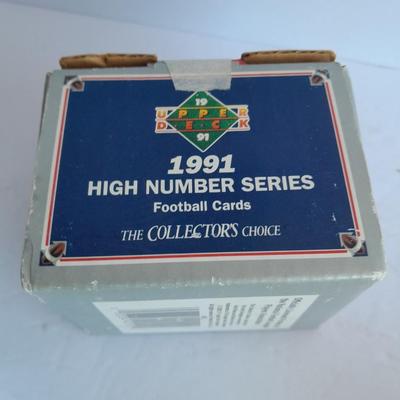 19
UPPER
DECK
91
1991
HIGH NUMBER SERIES
Football Cards
THE COLLECTOR'S CHOICE